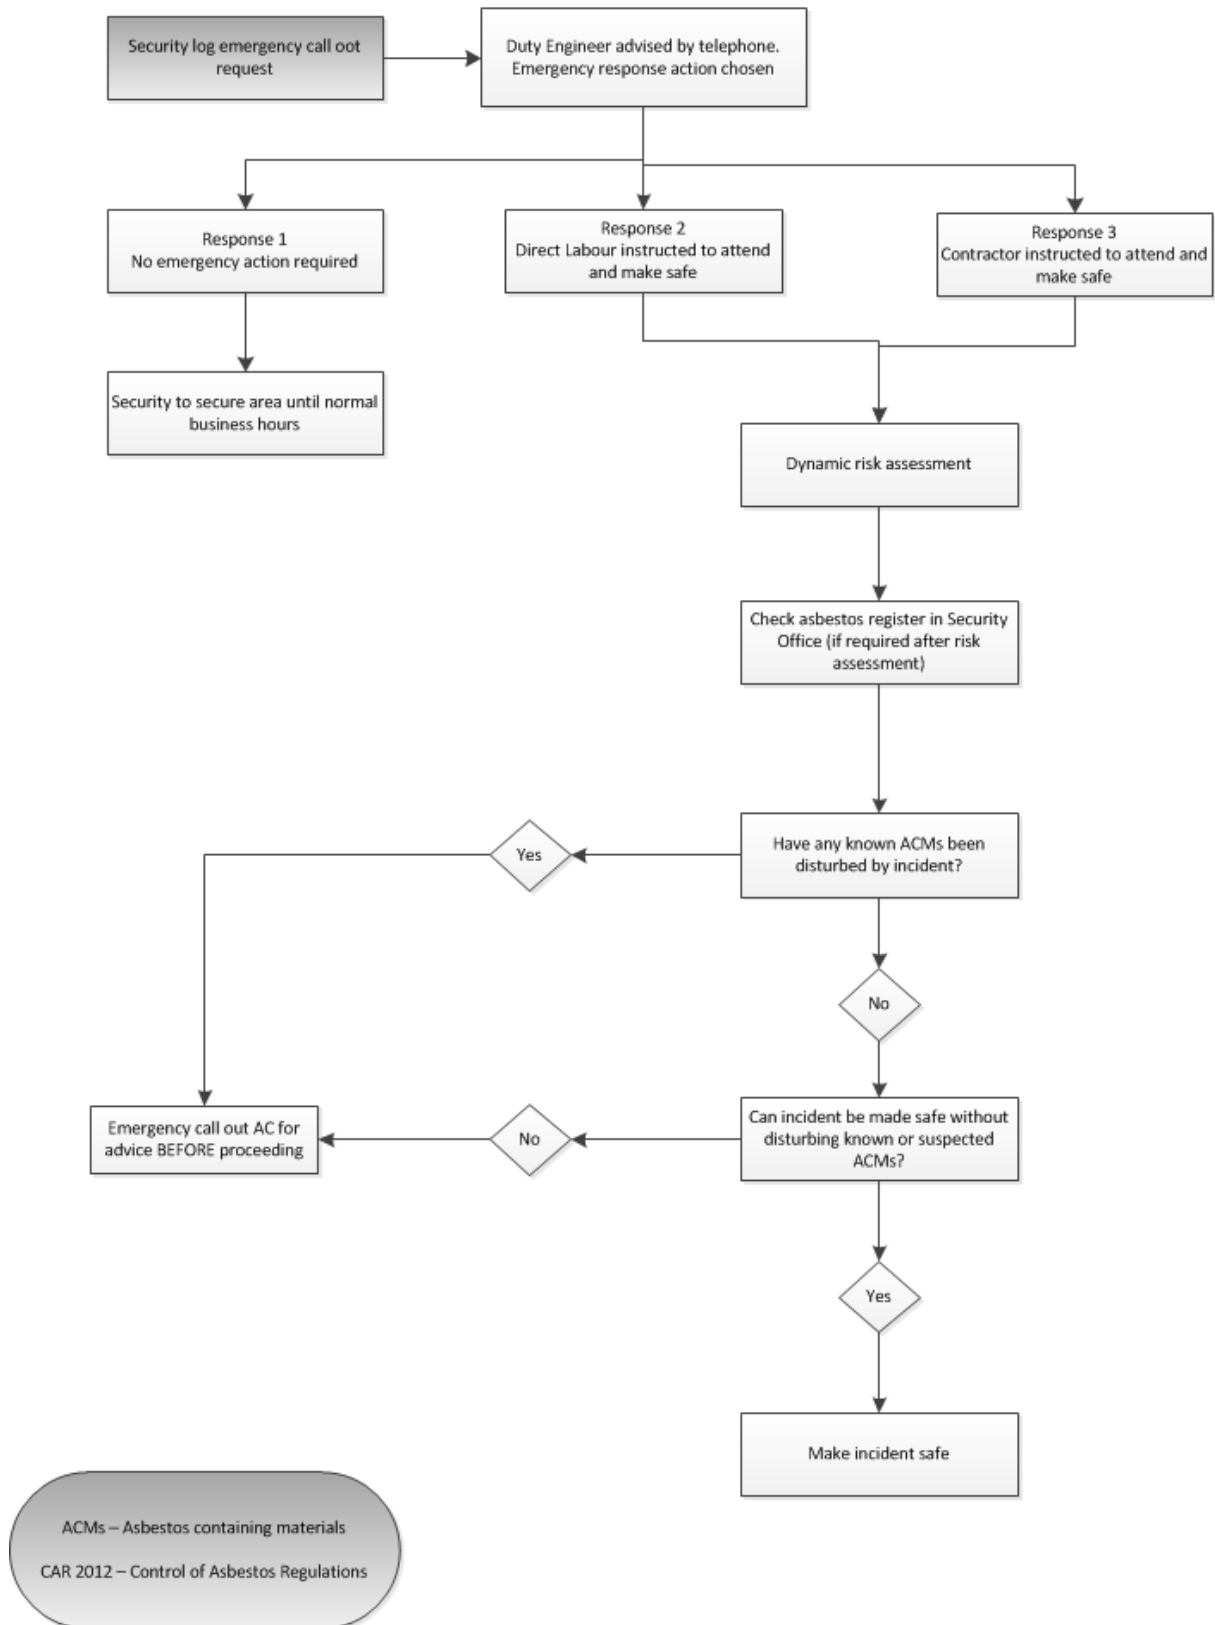 Security log emergency call oot
request
Duty Engineer advised by telephone.
Emergency response action chosen
Response 1
No emergency action required
Response 2
Direct Labour instructed to attend
and make safe
Response 3
Contractor instructed to attend and
make safe
Security to secure area until normal
business hours
Dynamic risk assessment
Check asbestos register in Security
Office (if required after risk
assessment)
Have any known ACMs been
disturbed by incident?
Yes
No
Can incident be made safe without
disturbing known or suspected
ACMs?
No
Emergency call out AC for
advice BEFORE proceeding
Yes
Make incident safe
ACMs – Asbestos containing materials
CAR 2012 – Control of Asbestos Regulations